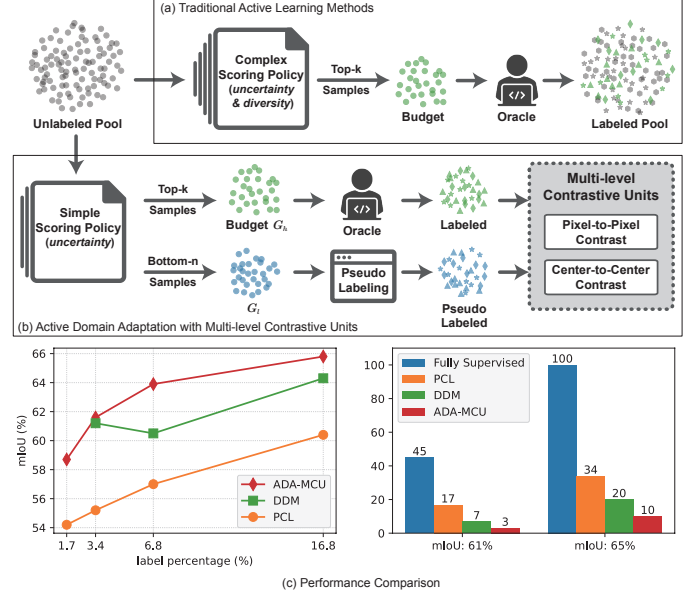 (a) Traditional Active Learning Methods
Unlabeled Pool
Complex
Scoring Policy
(uncertainty
& diversity)
Top-k
Samples
Budget
</>
Oracle
Labeled Pool
Simple
Scoring Policy
(uncertainty)
Top-k
Samples
Budget G_h
</>
Oracle
Labeled
Bottom-n
Samples
G_l
Pseudo
Labeling
Pseudo
Labeled
Multi-level
Contrastive Units
Pixel-to-Pixel
Contrast
Center-to-Center
Contrast
(b) Active Domain Adaptation with Multi-level Contrastive Units
66
64
62
60
58
56
54
mIoU (%)
1.7 3.4 6.8 16.8
label percentage (%)
ADA-MCU
DDM
PCL
100
80
60
40
20
0
Fully Supervised
PCL
DDM
ADA-MCU
45
17
7
3
100
34
20
10
mIoU: 61%
mIoU: 65%
(c) Performance Comparison